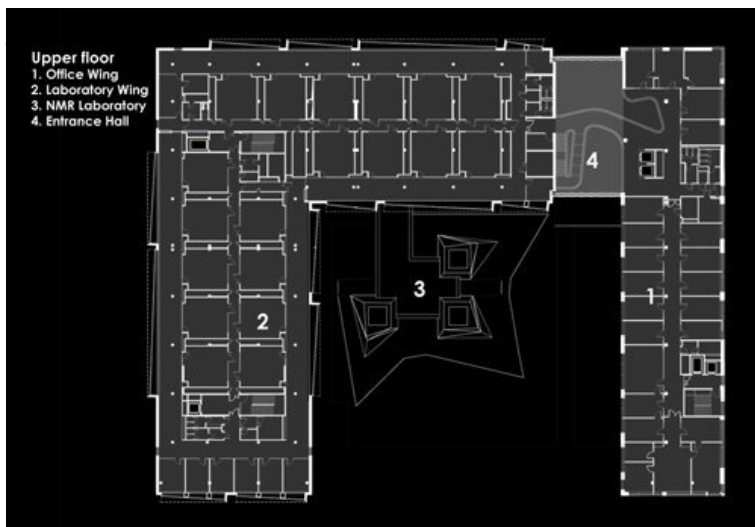 Upper floor
1. Office Wing
2. Laboratory Wing
3. NMR Laboratory
4. Entrance Hall
4
3
1
2